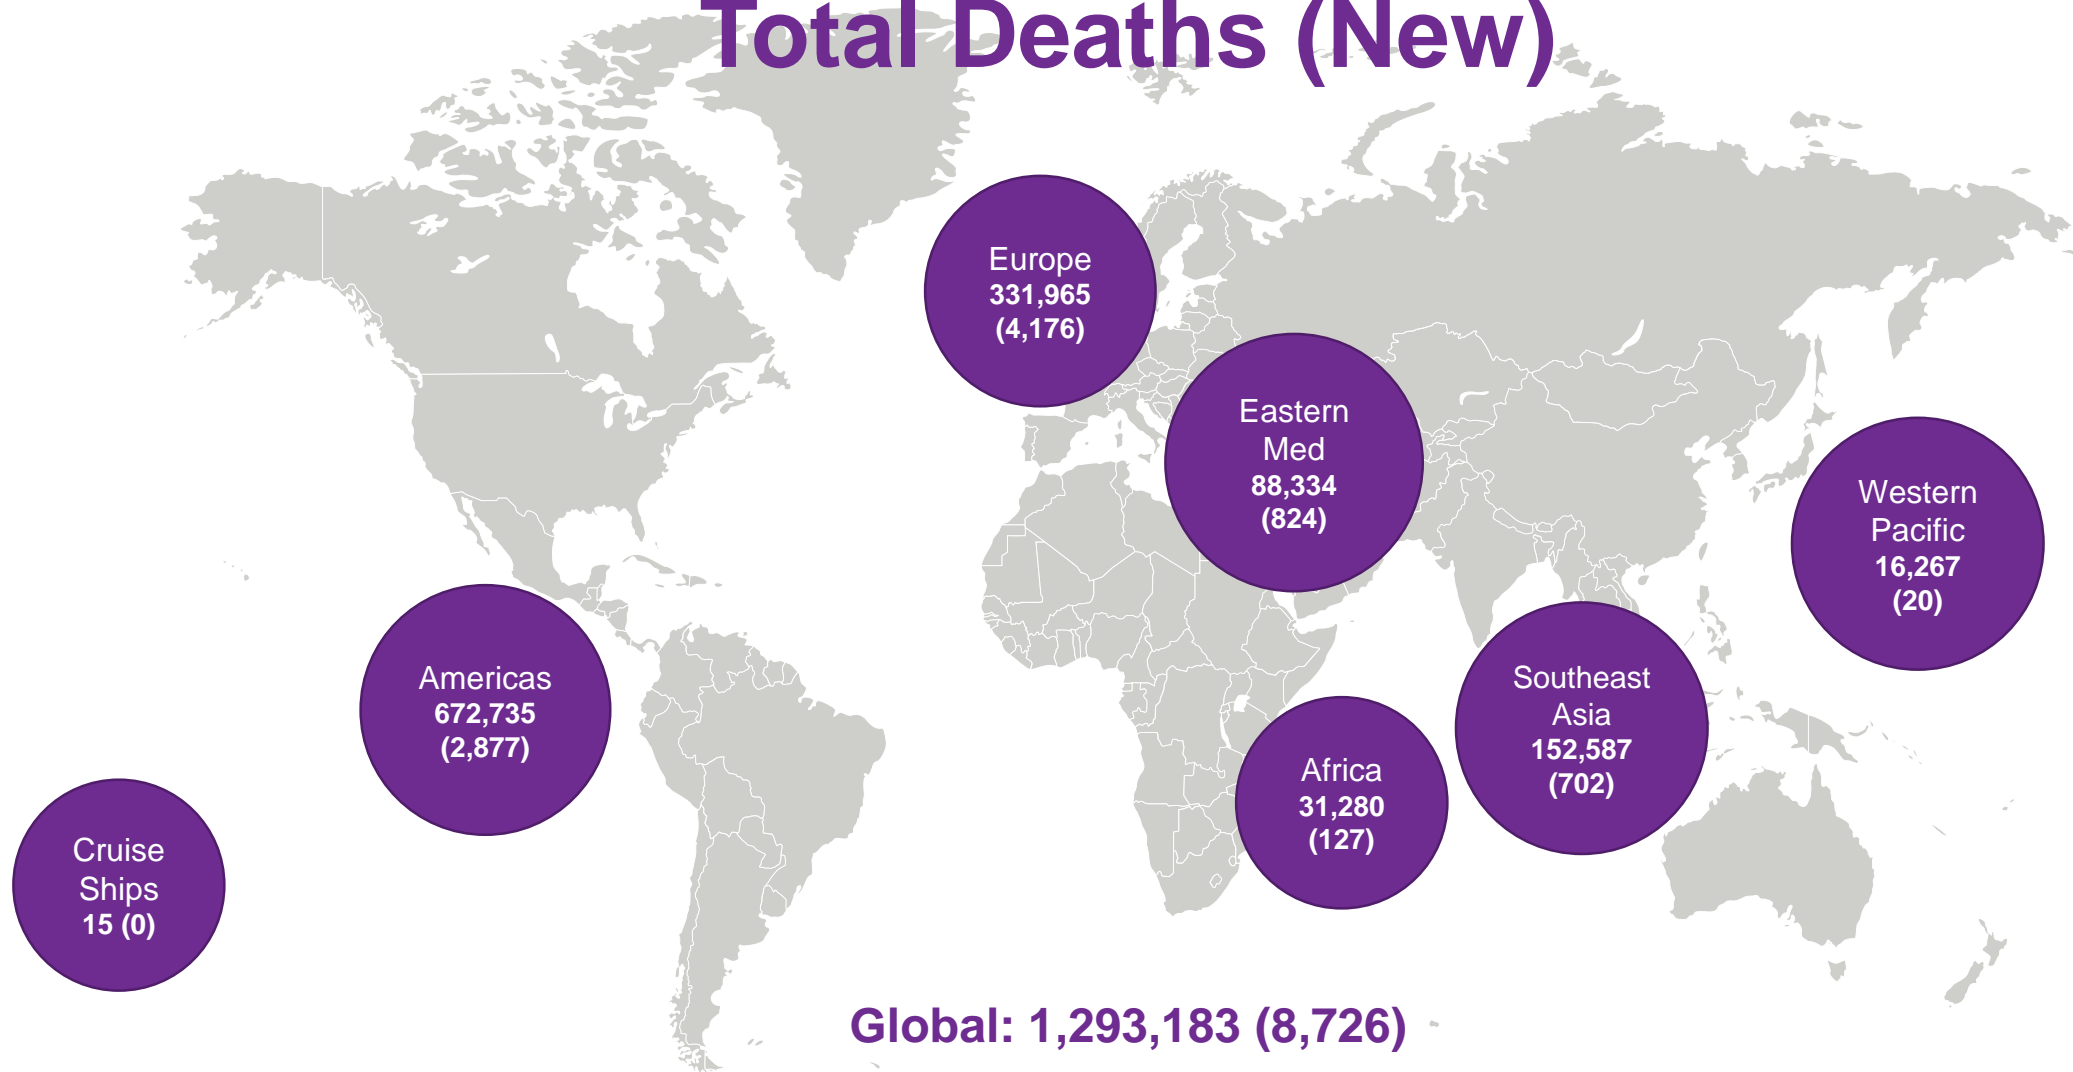 Total Deaths (New)
Europe
331,965
(4,176)
Eastern
Med
88,334
(824)
Western
Pacific
16,267
(20)
Americas
672,735
(2,877)
Southeast
Asia
152,587
(702)
Africa
31,280
(127)
Cruise
Ships
15 (0)
Global: 1,293,183 (8,726)